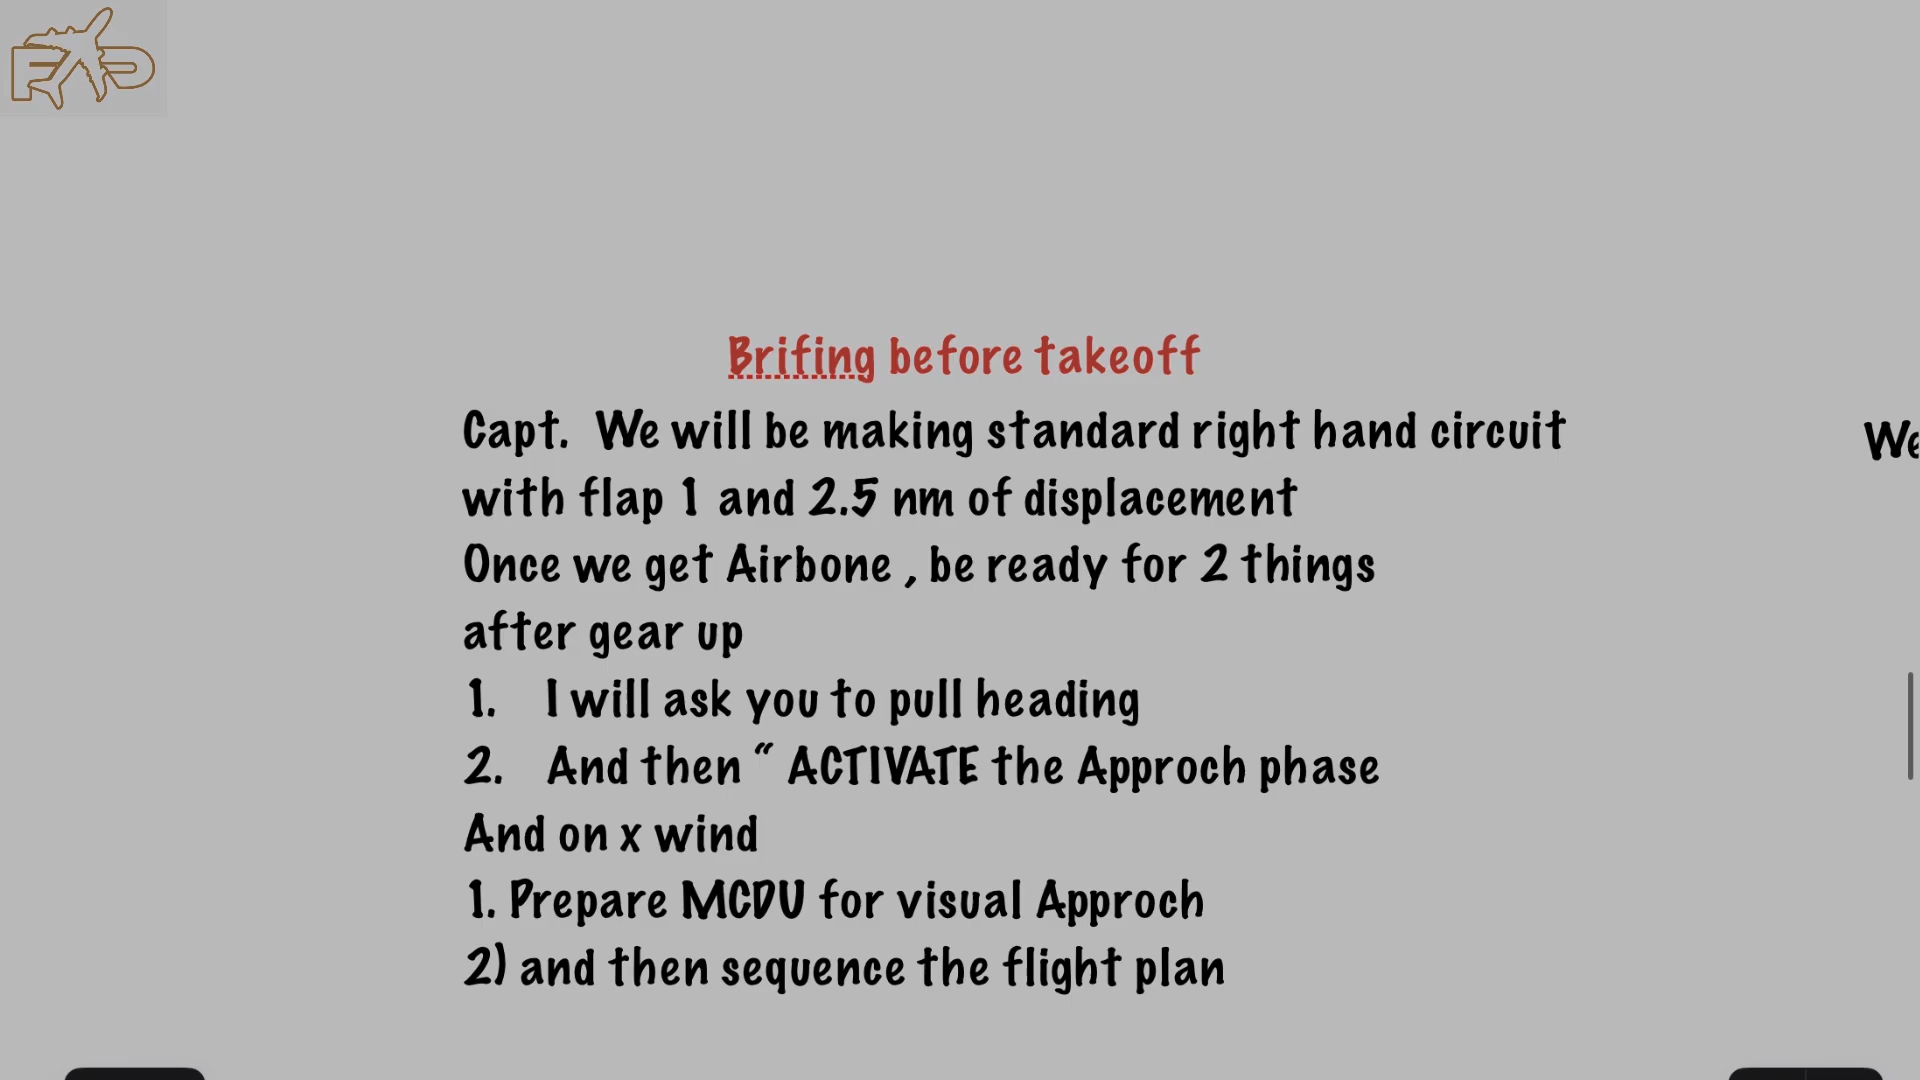 Brifing before takeoff
Capt. We will be making standard right hand circuit
with flap 1 and 2.5 nm of displacement
Once we get Airbone , be ready for 2 things
after gear up
1. I will ask you to pull heading
2. And then “ ACTIVATE the Approch phase
And on x wind
1. Prepare MCDU for visual Approch
2) and then sequence the flight plan